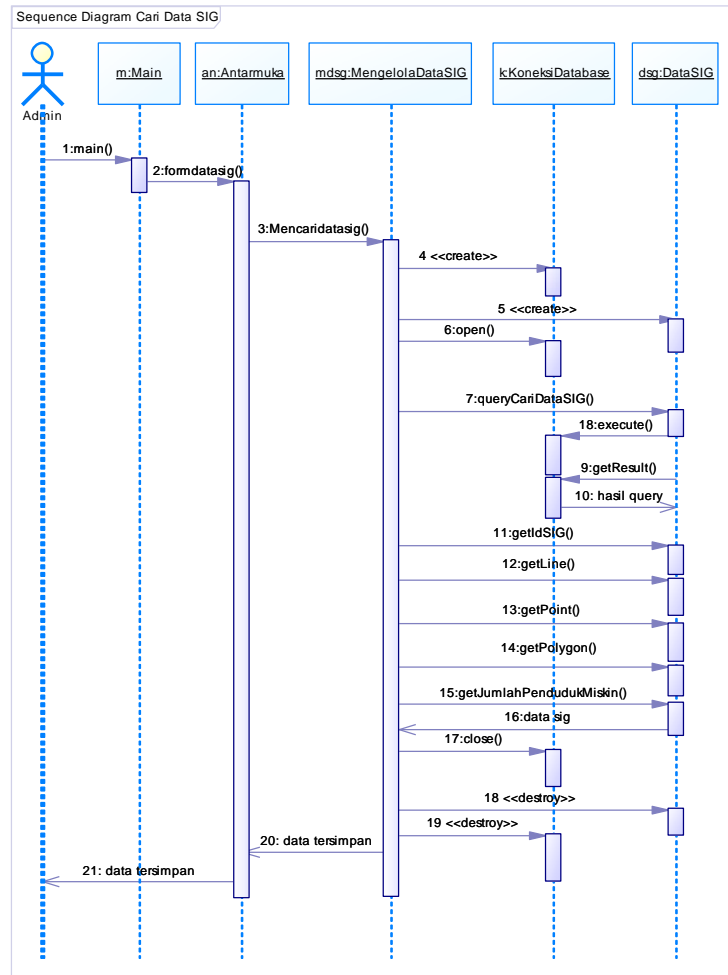 Sequence Diagram Cari Data SIG
m:Main
an:Antarmuka
mdsg:MengelolaDataSIG
k:KoneksiDatabase
dsg:DataSIG
Admin
1:main()
2:formdatasig()
3:Mencaridatasig()
4 <<create>>
5 <<create>>
6:open()
7:queryCariDataSIG()
18:execute()
9:getResult()
10: hasil query
11:getIdSIG()
12:getLine()
13:getPoint()
14:getPolygon()
15:getJumlahPendudukMiskin()
16:data sig
17:close()
18 <<destroy>>
19 <<destroy>>
20: data tersimpan
21: data tersimpan